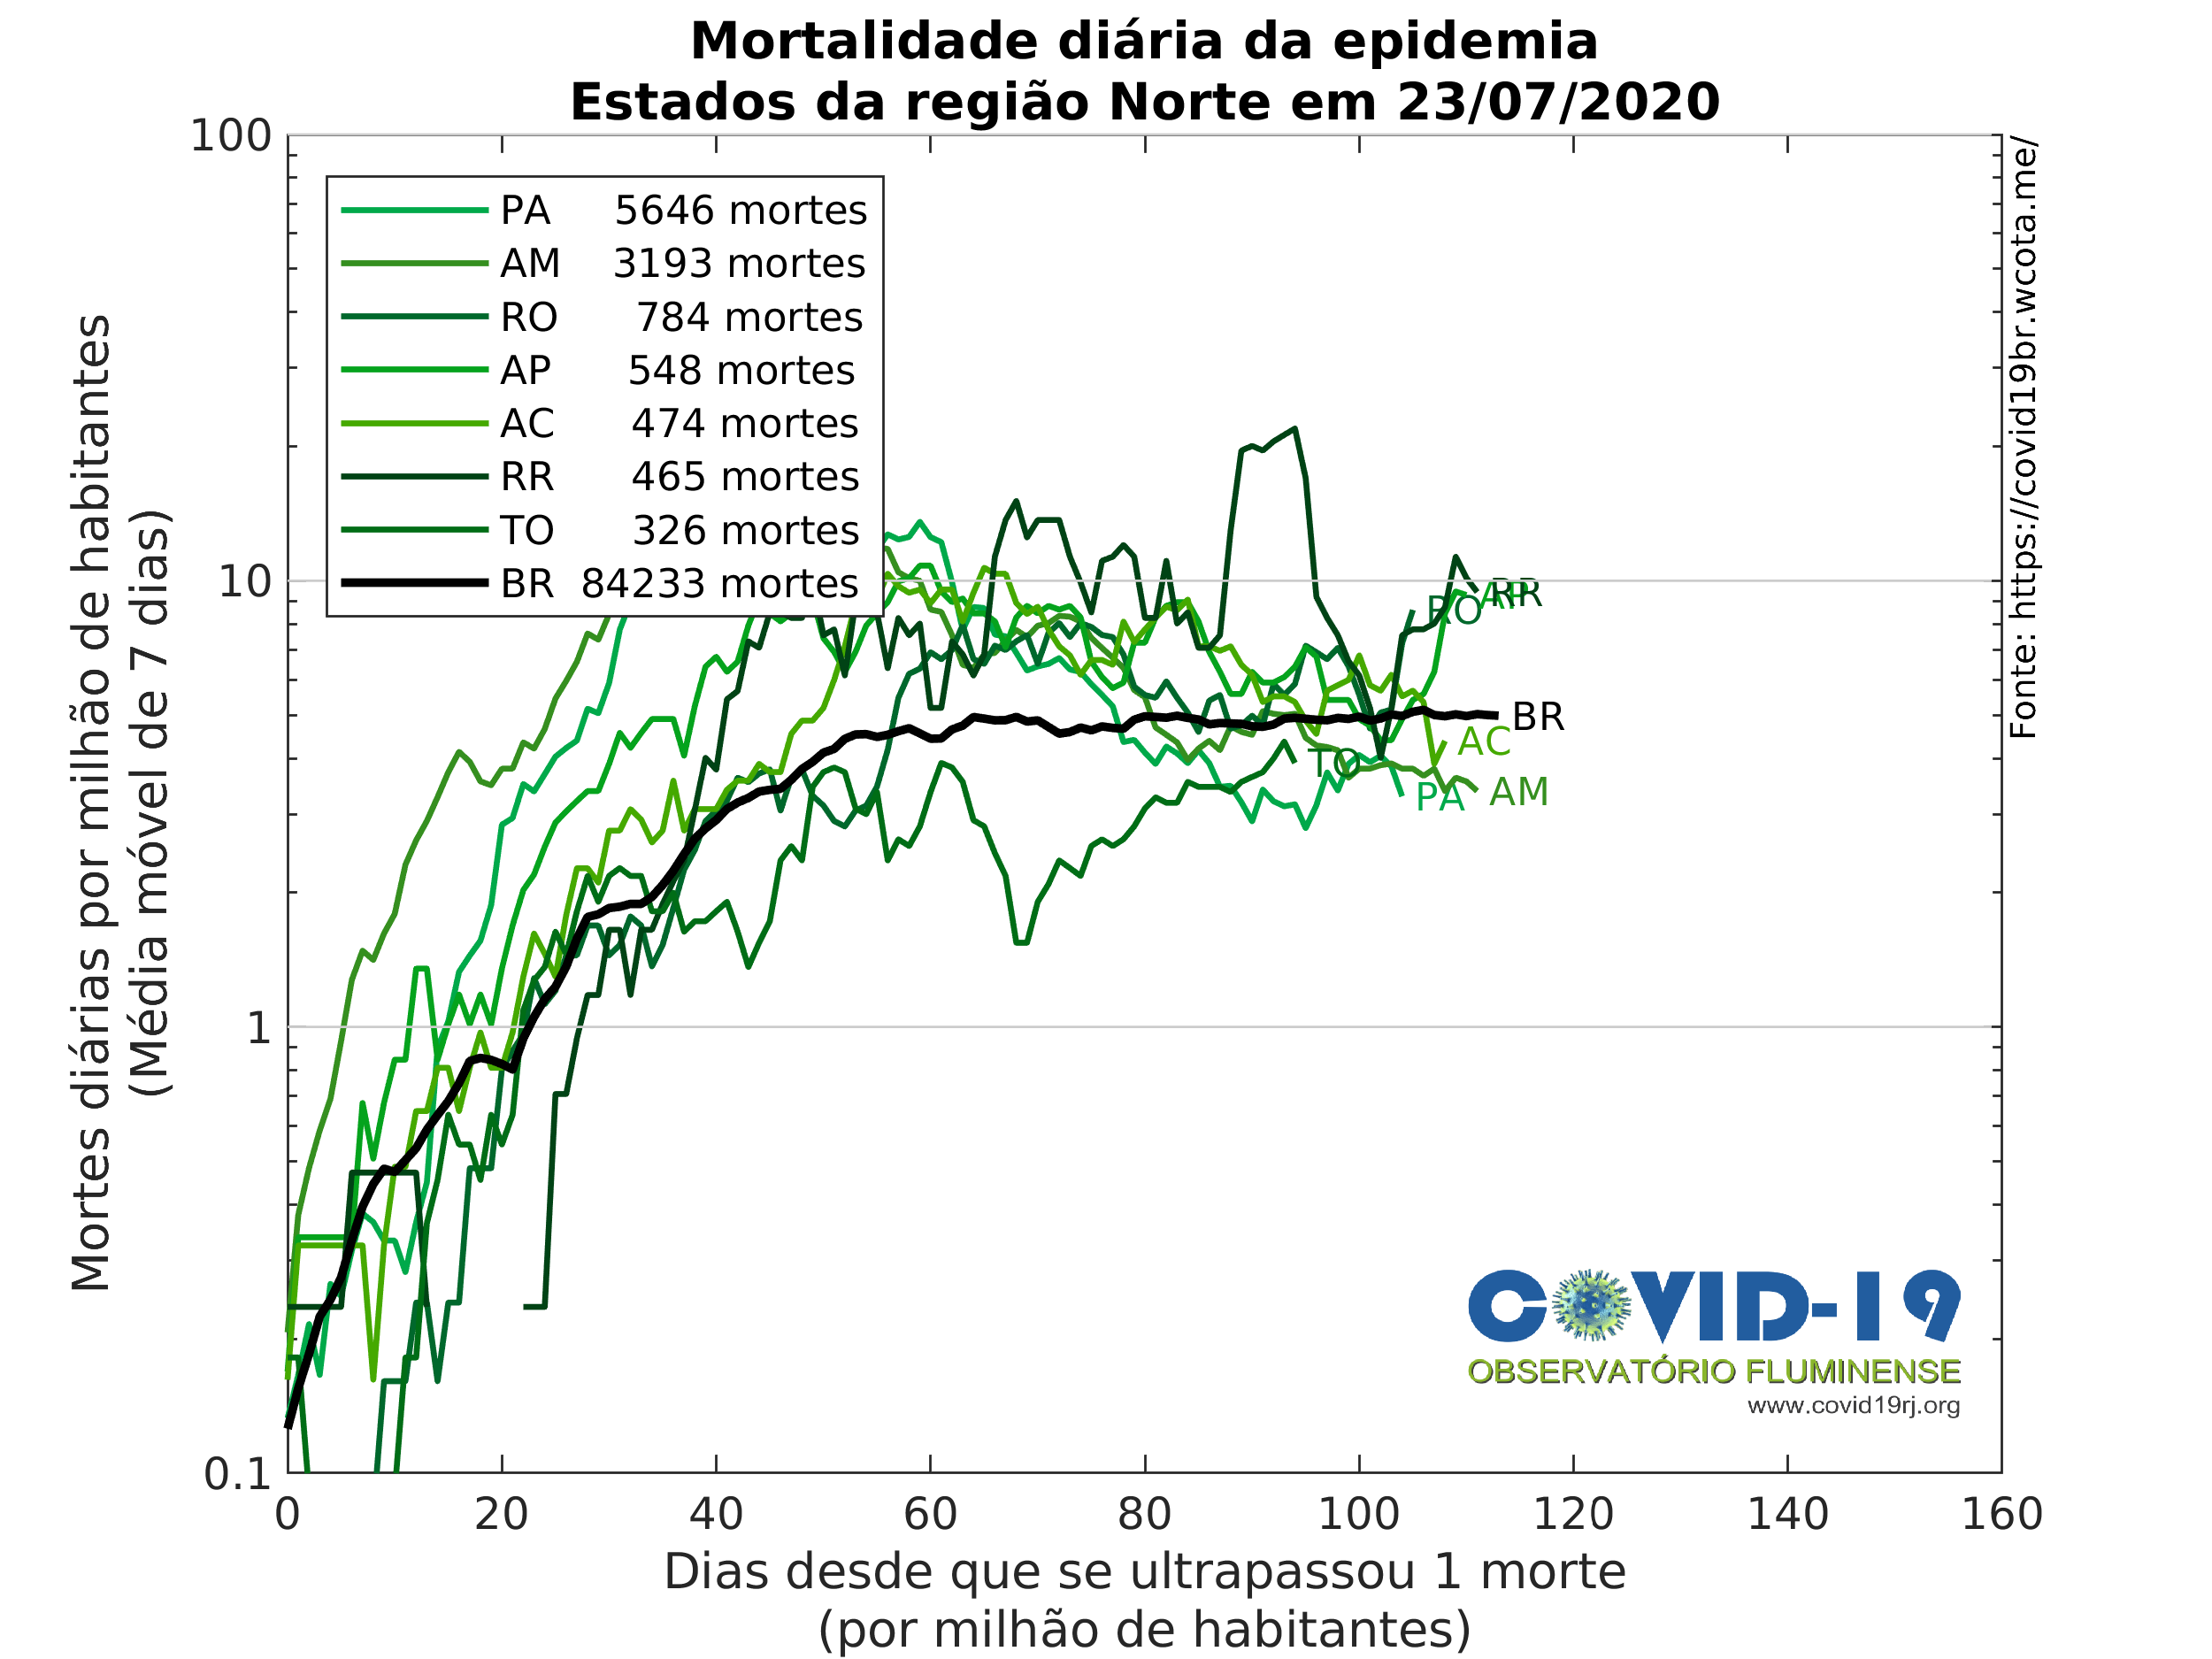 Mortalidade diária da epidemia
Estados da região Norte em 23/07/2020
Mortes diárias por milhão de habitantes
(Média móvel de 7 dias)
100
10
1
0.1
PA 5646 mortes
AM 3193 mortes
RO 784 mortes
AP 548 mortes
AC 474 mortes
RR 465 mortes
TO 326 mortes
BR 84233 mortes
Fonte: https://covid19br.wcota.me/
RO
AP
RR
BR
AC
TO
AM
PA
COVID-19
OBSERVATÓRIO FLUMINENSE
www.covid19rj.org
0 20 40 60 80 100 120 140 160
Dias desde que se ultrapassou 1 morte
(por milhão de habitantes)